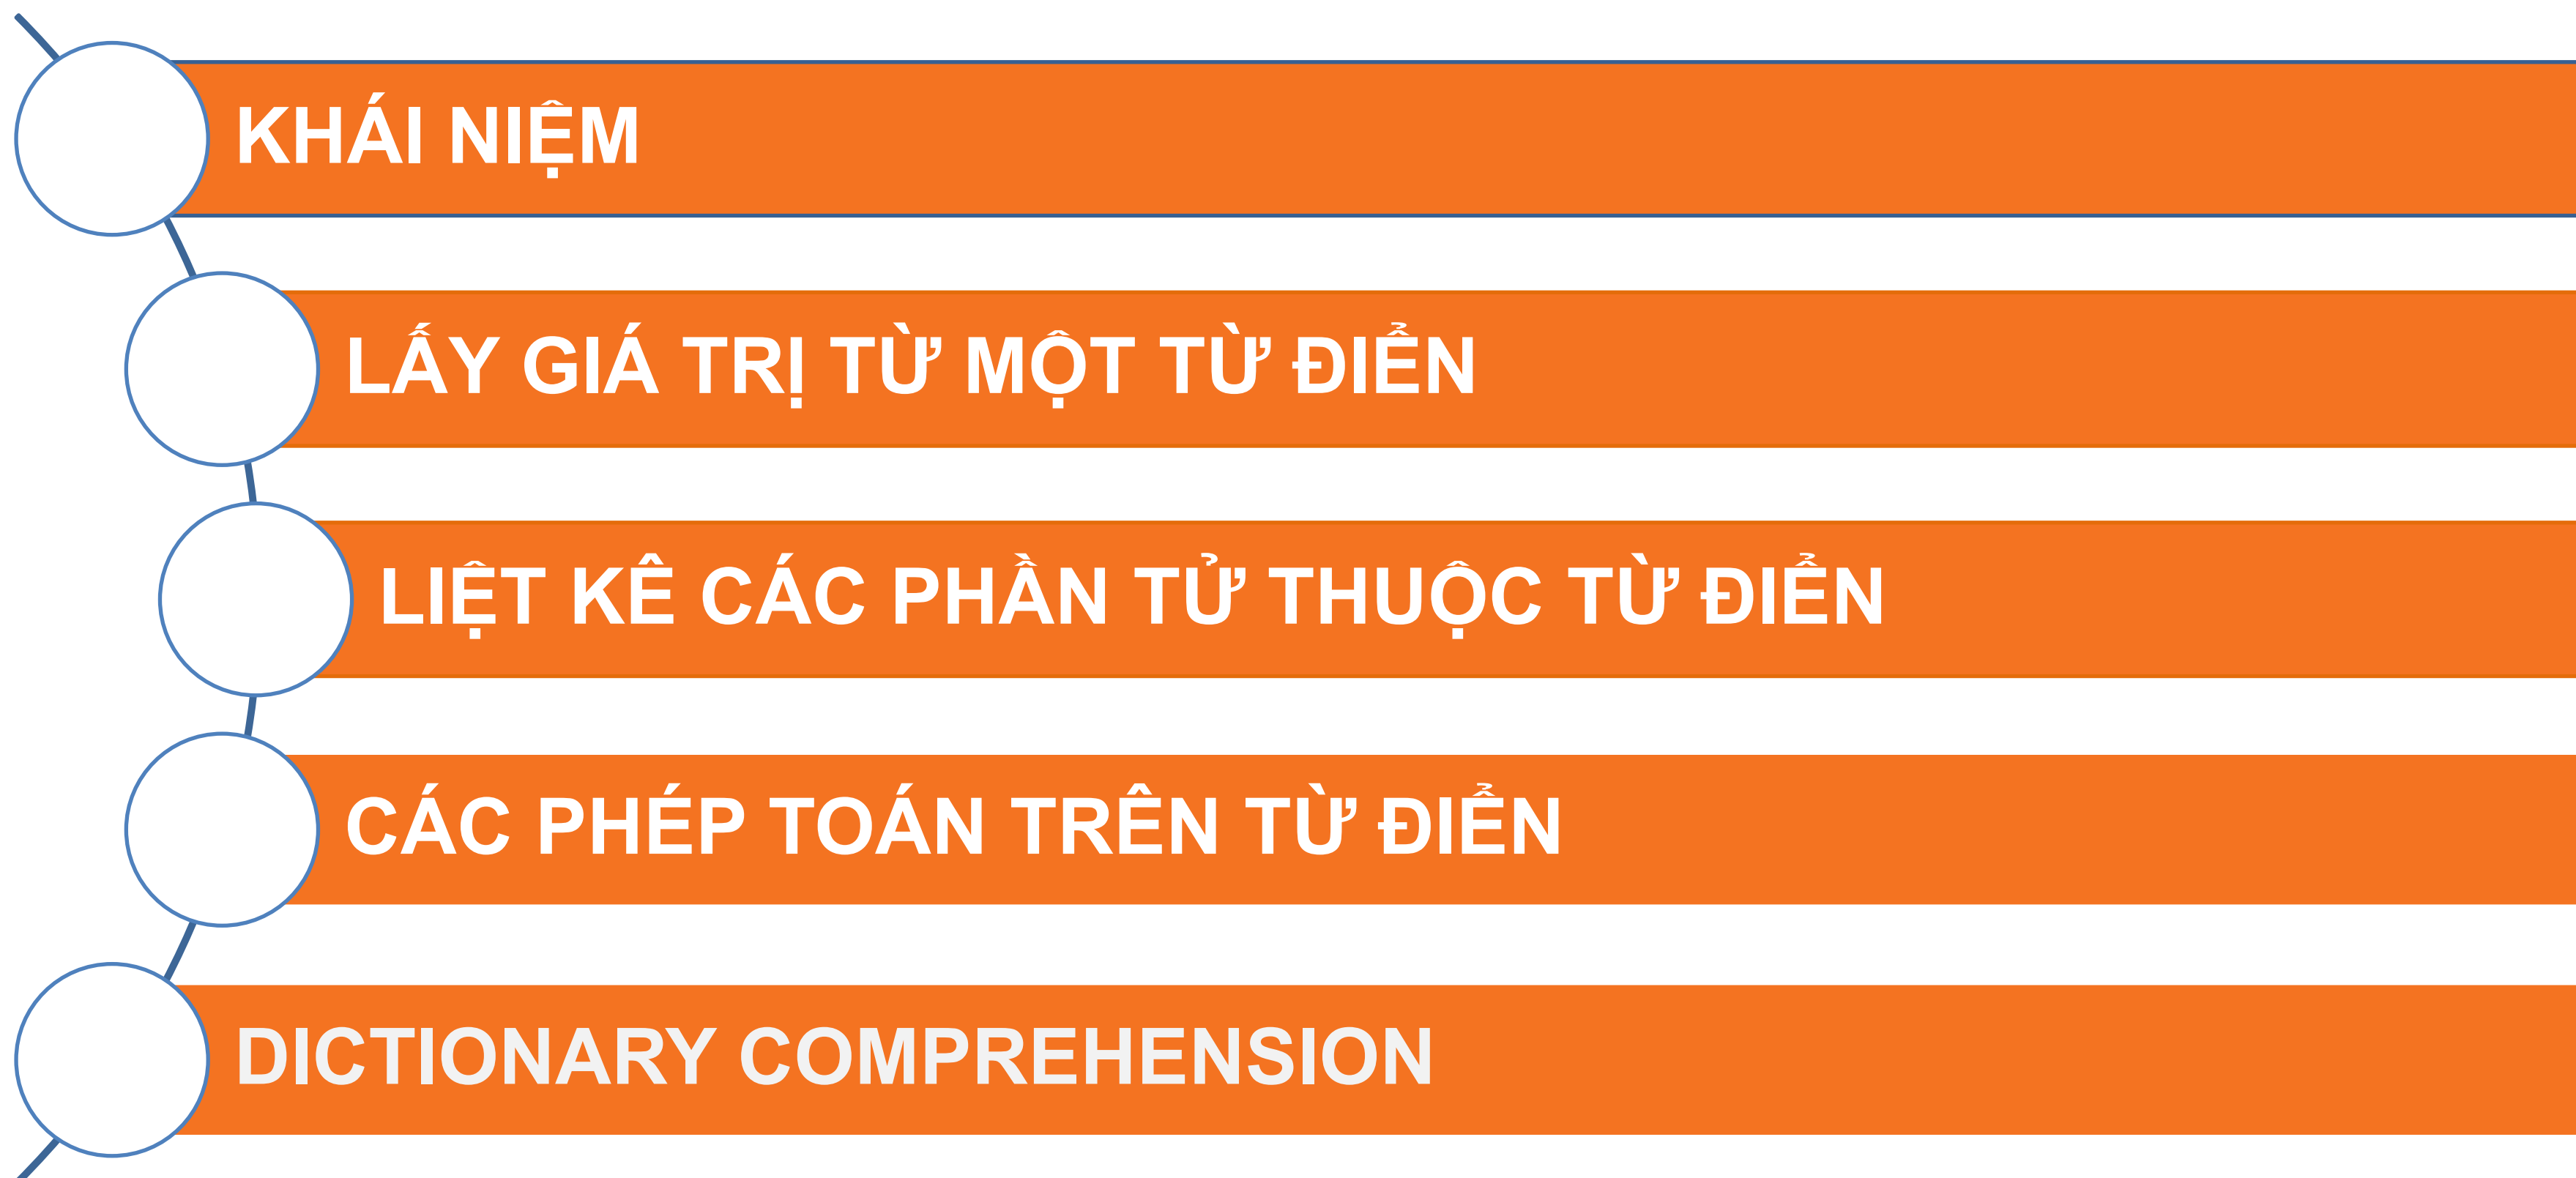 KHÁI NIỆM
LẤY GIÁ TRỊ TỪ MỘT TỪ ĐIỂN
LIỆT KÊ CÁC PHẦN TỬ THUỘC TỪ ĐIỂN
CÁC PHÉP TOÁN TRÊN TỪ ĐIỂN
DICTIONARY COMPREHENSION